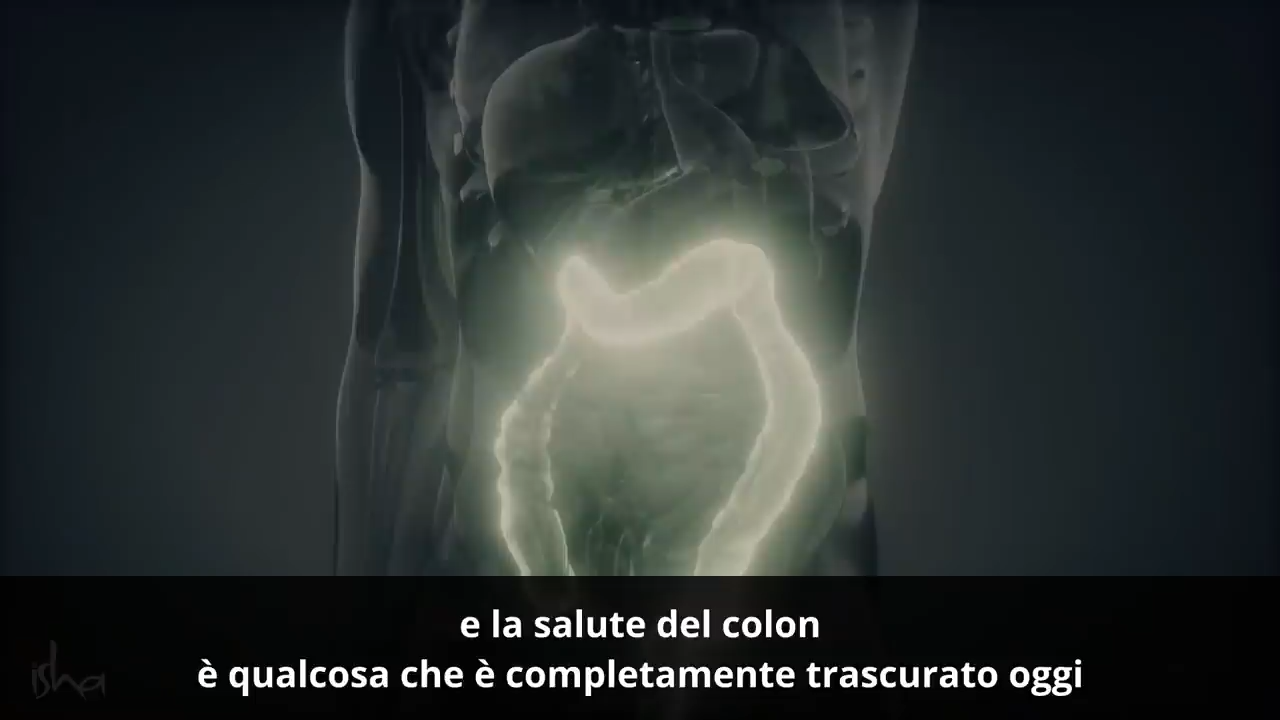 e la salute del colon
è qualcosa che è completamente trascurato oggi
isha